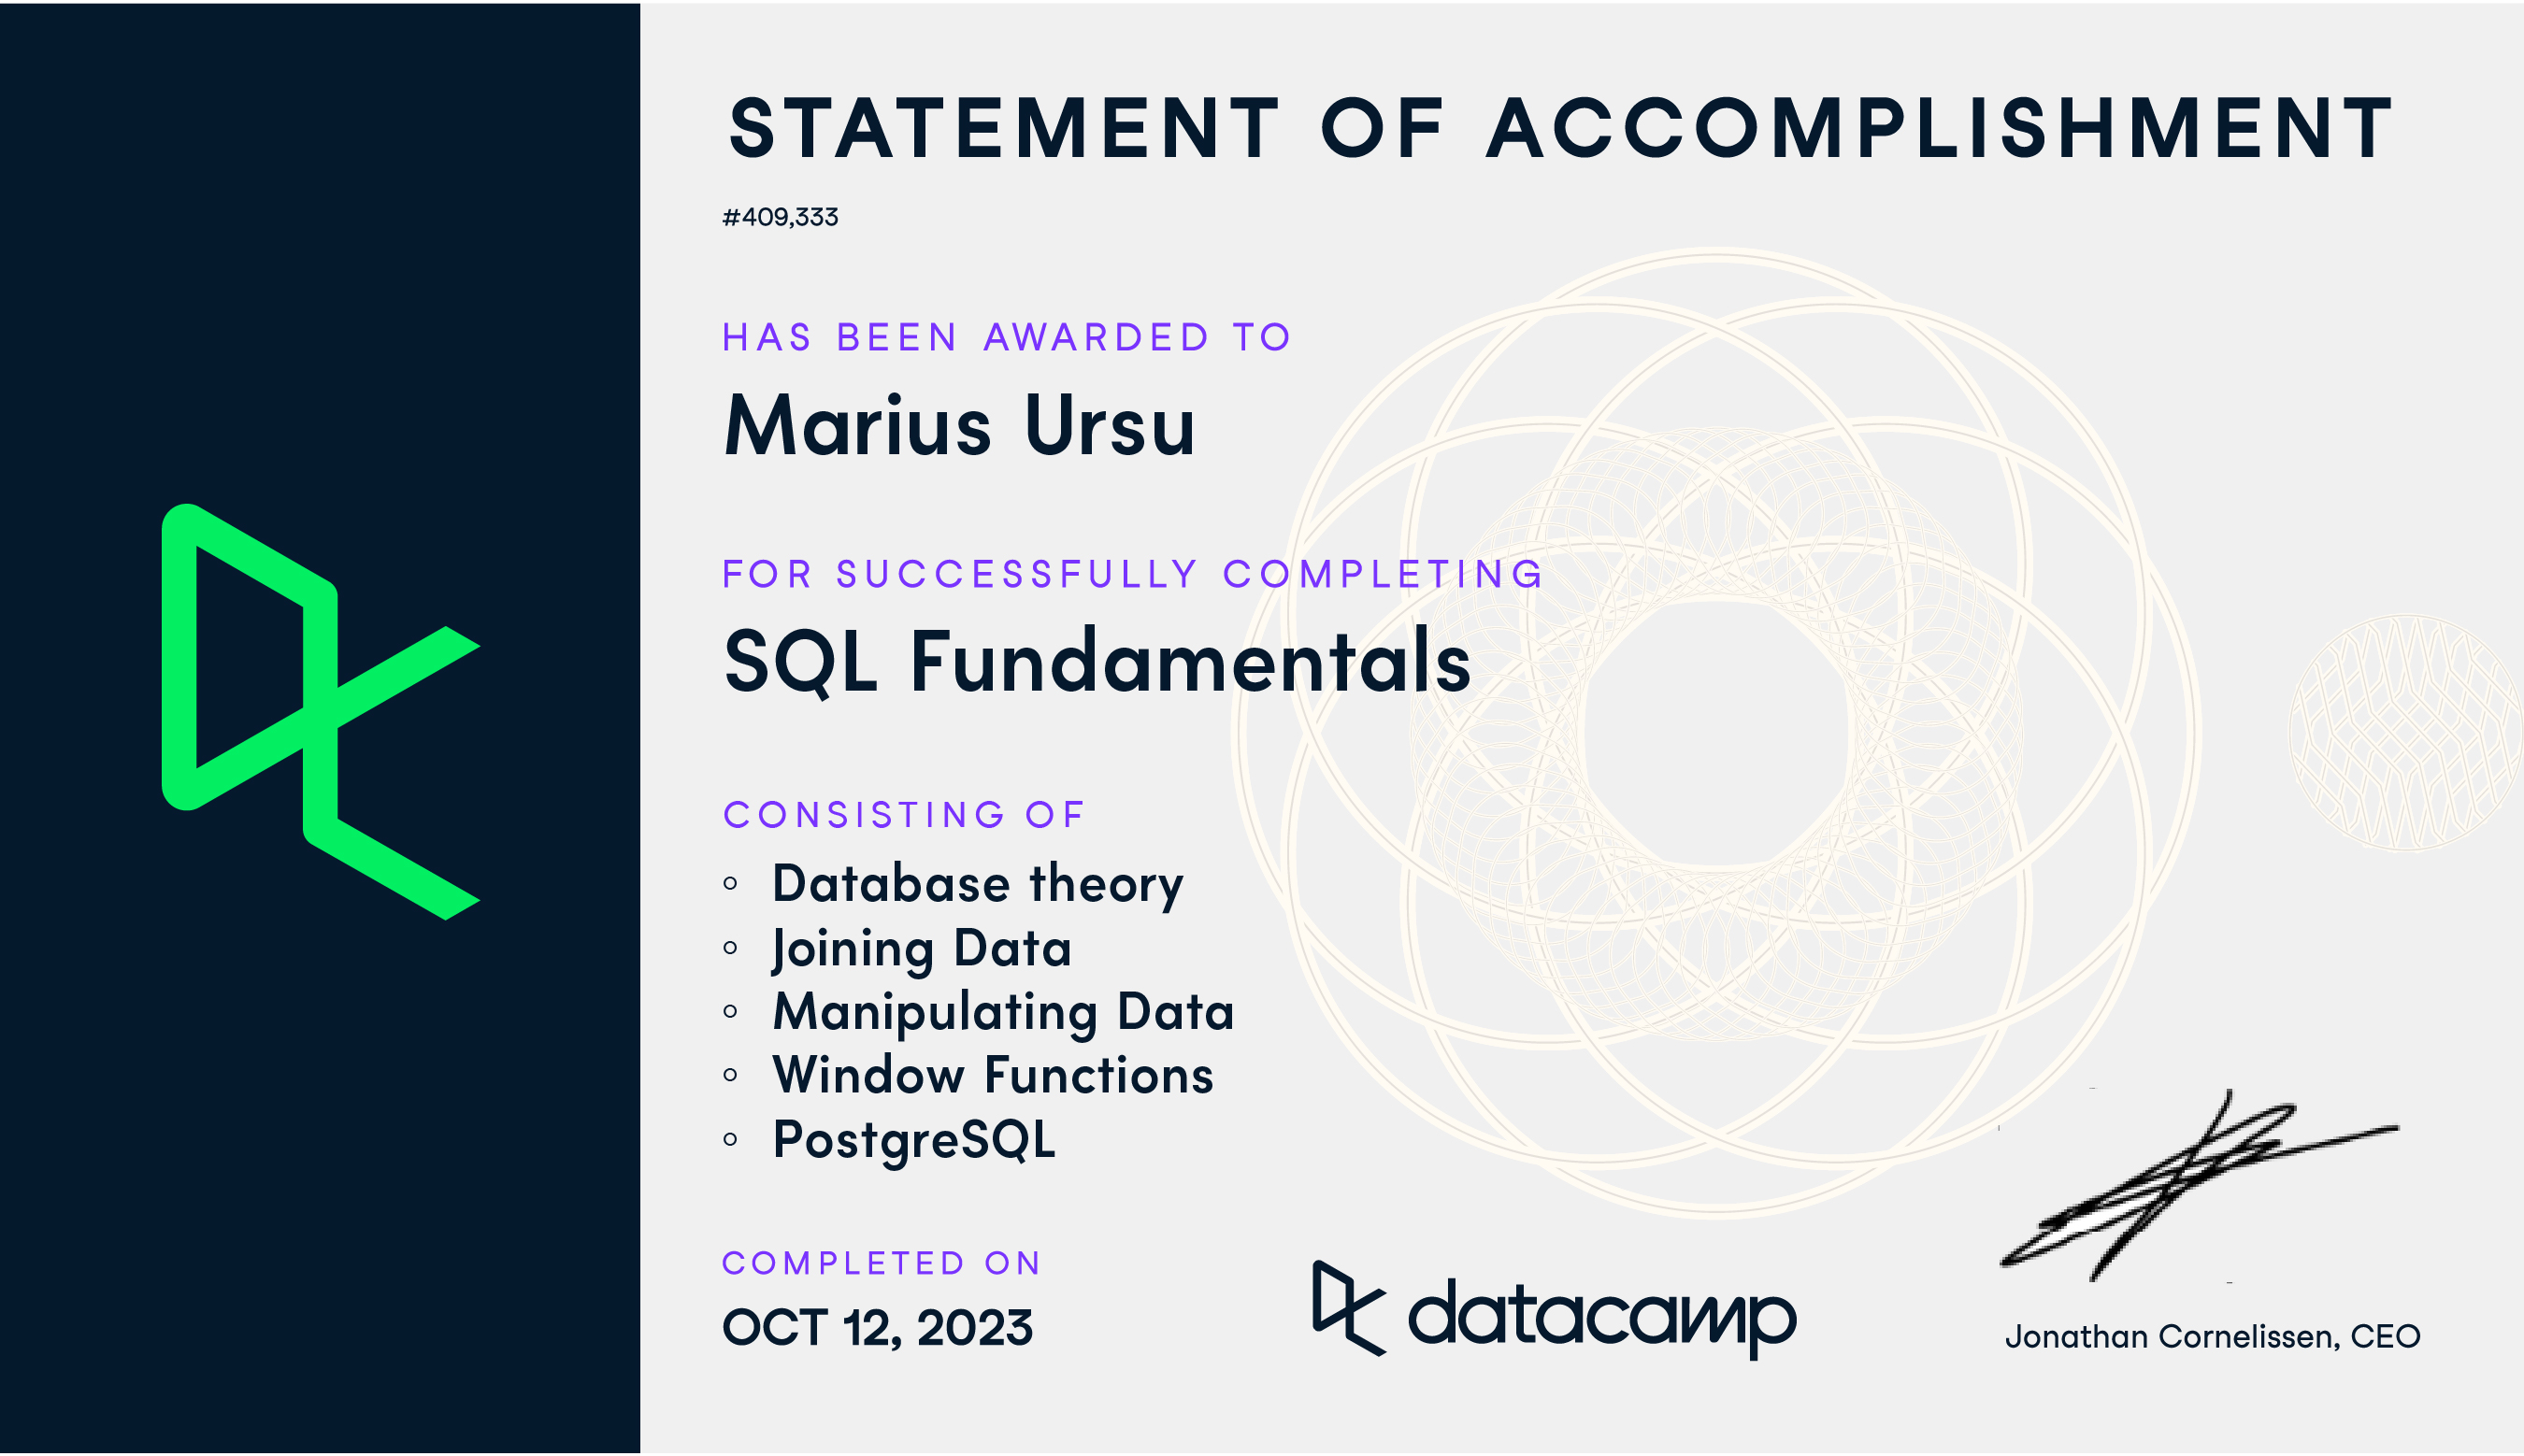 STATEMENT OF ACCOMPLISHMENT
#409,333
HAS BEEN AWARDED TO
Marius Ursu
FOR SUCCESSFULLY COMPLETING
SQL Fundamentals
CONSISTING OF
Database theory
Joining Data
Manipulating Data
Window Functions
PostgreSQL
COMPLETED ON
OCT 12, 2023
datacamp
Jonathan Cornelissen, CEO